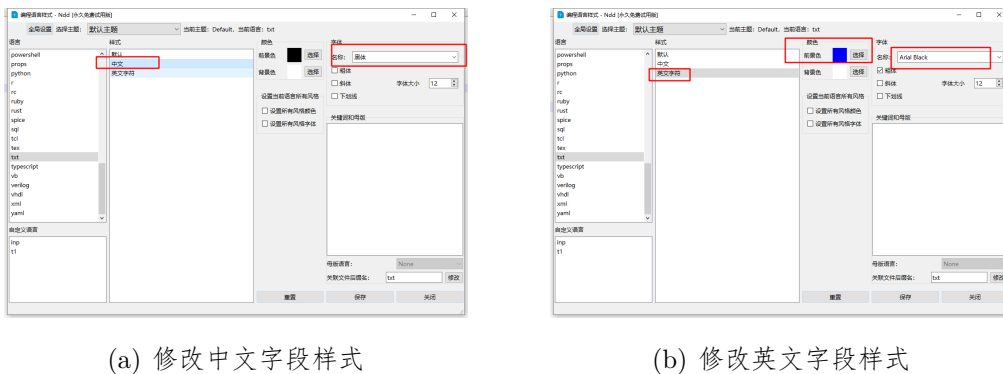 编程语言样式 - Ndd [永久免费试用版]
全局设置 选择主题: 默认主题 当前主题: Default, 当前语言: txt
语言
powershell
props
python
r
rc
ruby
rust
spice
sql
tcl
tex
txt
typescript
vb
verilog
vhdl
xml
yaml
自定义语言
inp
t1
样式
默认
中文
英文字符
颜色
前景色 选择
背景色 选择
设置当前语言所有风格
设置所有风格颜色
设置所有风格字体
字体
名称: 黑体
粗体
斜体 字体大小 12
下划线
关键词和母版
母版语言: None
关联文件后缀名: txt 修改
重置 保存 关闭
(a) 修改中文字段样式
编程语言样式 - Ndd [永久免费试用版]
全局设置 选择主题: 默认主题 当前主题: Default, 当前语言: txt
语言
powershell
props
python
r
rc
ruby
rust
spice
sql
tcl
tex
txt
typescript
vb
verilog
vhdl
xml
yaml
自定义语言
inp
t1
样式
默认
中文
英文字符
颜色
前景色 选择
背景色 选择
设置当前语言所有风格
设置所有风格颜色
设置所有风格字体
字体
名称: Arial Black
粗体
斜体 字体大小 12
下划线
关键词和母版
母版语言: None
关联文件后缀名: txt 修改
重置 保存 关闭
(b) 修改英文字段样式